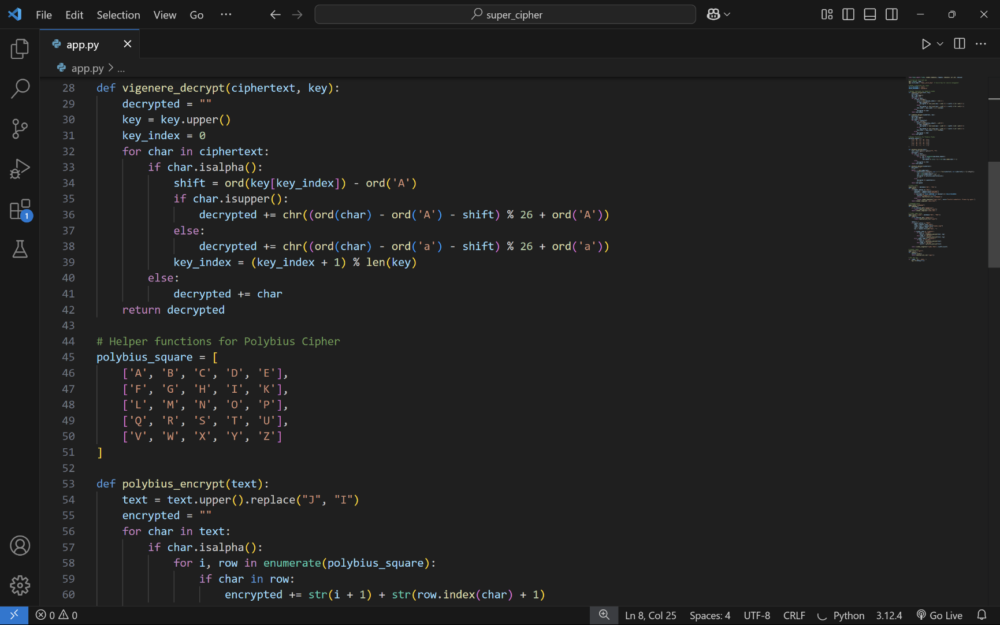 File Edit Selection View Go ···
super_cipher
app.py
app.py > ...
28 def vigenere_decrypt(ciphertext, key):
29     decrypted = ""
30     key = key.upper()
31     key_index = 0
32     for char in ciphertext:
33         if char.isalpha():
34             shift = ord(key[key_index]) - ord('A')
35             if char.isupper():
36                 decrypted += chr((ord(char) - ord('A') - shift) % 26 + ord('A'))
37             else:
38                 decrypted += chr((ord(char) - ord('a') - shift) % 26 + ord('a'))
39             key_index = (key_index + 1) % len(key)
40         else:
41             decrypted += char
42     return decrypted
43
44 # Helper functions for Polybius Cipher
45 polybius_square = [
46     ['A', 'B', 'C', 'D', 'E'],
47     ['F', 'G', 'H', 'I', 'K'],
48     ['L', 'M', 'N', 'O', 'P'],
49     ['Q', 'R', 'S', 'T', 'U'],
50     ['V', 'W', 'X', 'Y', 'Z']
51 ]
52
53 def polybius_encrypt(text):
54     text = text.upper().replace("J", "I")
55     encrypted = ""
56     for char in text:
57         if char.isalpha():
58             for i, row in enumerate(polybius_square):
59                 if char in row:
60                     encrypted += str(i + 1) + str(row.index(char) + 1)
1
0 0 Ln 8, Col 25 Spaces: 4 UTF-8 CRLF Python 3.12.4 Go Live